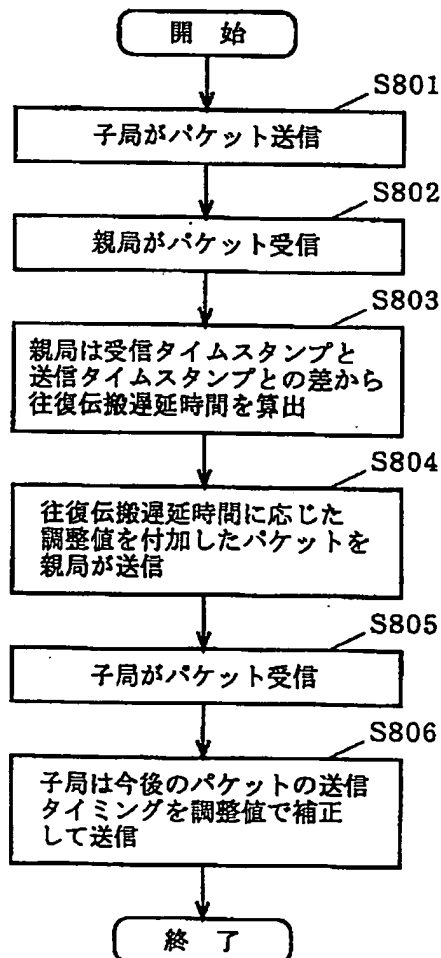 開 始
S801
子局がパケット送信
S802
親局がパケット受信
S803
親局は受信タイムスタンプと
送信タイムスタンプとの差から
往復伝搬遅延時間を算出
S804
往復伝搬遅延時間に応じた
調整値を付加したパケットを
親局が送信
S805
子局がパケット受信
S806
子局は今後のパケットの送信
タイミングを調整値で補正
して送信
終 了